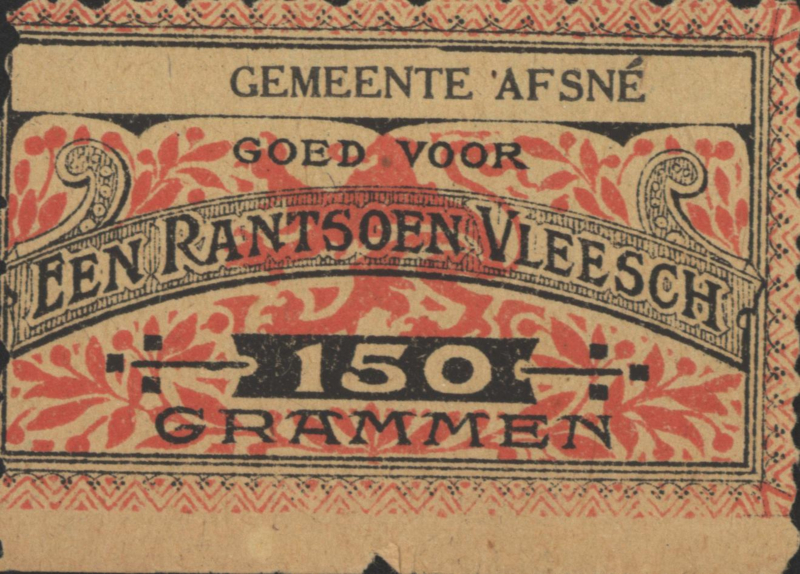 GEMEENTE AFSNÉ
GOED VOOR
EEN RANTSOEN VLEESCH
150
GRAMMEN